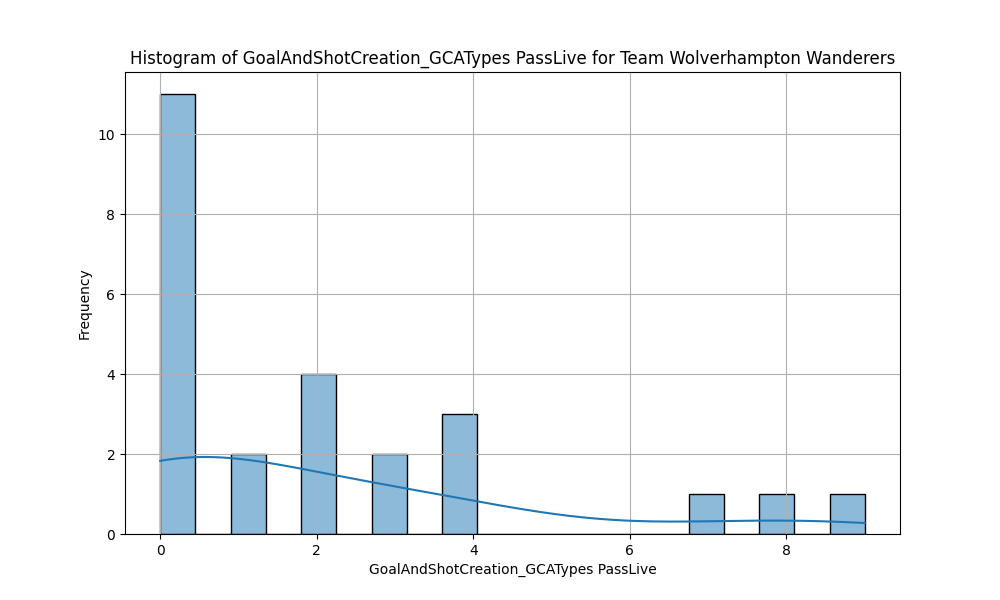 Histogram of GoalAndShotCreation_GCATypes PassLive for Team Wolverhampton Wanderers
10
8
6
4
2
0
Frequency
0 2 4 6 8
GoalAndShotCreation_GCATypes PassLive